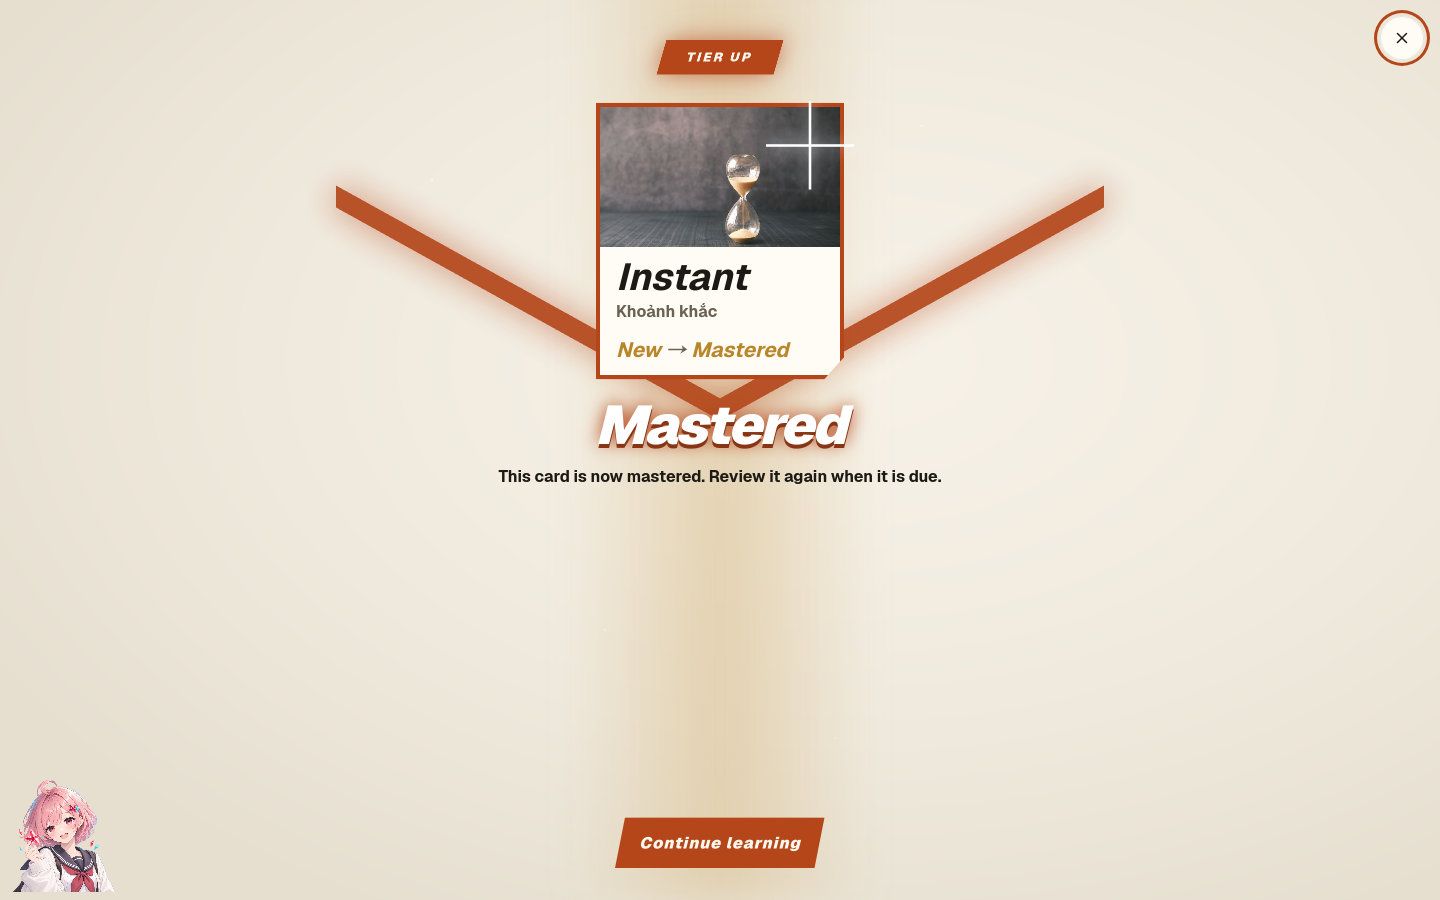 TIER UP
Instant
Khoảnh khắc
New → Mastered
Mastered
This card is now mastered. Review it again when it is due.
Continue learning